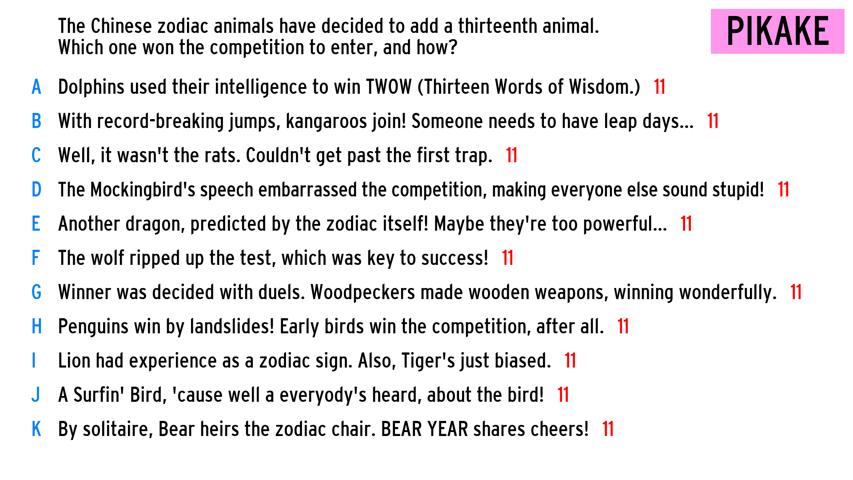 The Chinese zodiac animals have decided to add a thirteenth animal.
Which one won the competition to enter, and how?
PIKAKE
A Dolphins used their intelligence to win TWOW (Thirteen Words of Wisdom.) 11
B With record-breaking jumps, kangaroos join! Someone needs to have leap days... 11
C Well, it wasn't the rats. Couldn't get past the first trap. 11
D The Mockingbird's speech embarrassed the competition, making everyone else sound stupid! 11
E Another dragon, predicted by the zodiac itself! Maybe they're too powerful... 11
F The wolf ripped up the test, which was key to success! 11
G Winner was decided with duels. Woodpeckers made wooden weapons, winning wonderfully. 11
H Penguins win by landslides! Early birds win the competition, after all. 11
I Lion had experience as a zodiac sign. Also, Tiger's just biased. 11
J A Surfin' Bird, 'cause well a everyody's heard, about the bird! 11
K By solitaire, Bear heirs the zodiac chair. BEAR YEAR shares cheers! 11